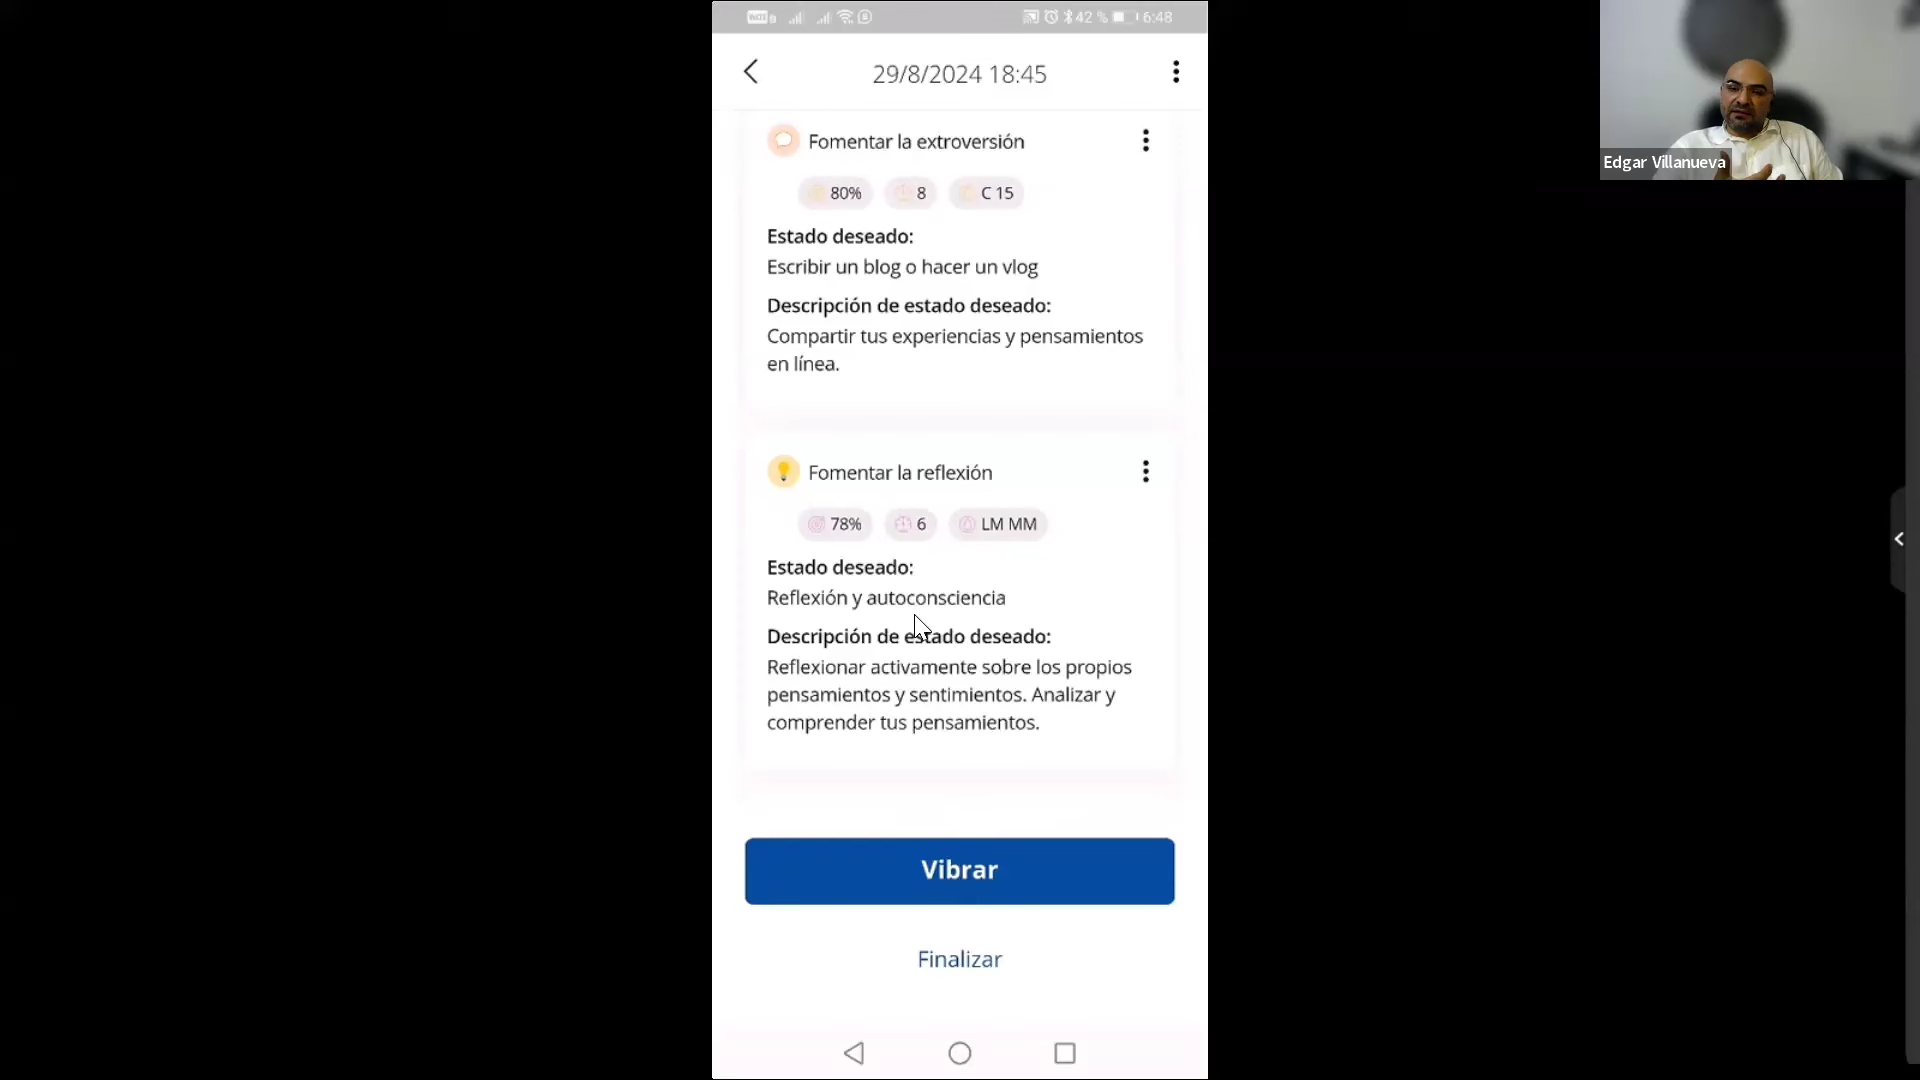 42 % 6:48
29/8/2024 18:45
Edgar Villanueva
Fomentar la extroversión
80% 8 C 15
Estado deseado:
Escribir un blog o hacer un vlog
Descripción de estado deseado:
Compartir tus experiencias y pensamientos
en línea.
Fomentar la reflexión
78% 6 LM MM
Estado deseado:
Reflexión y autoconsciencia
Descripción de estado deseado:
Reflexionar activamente sobre los propios
pensamientos y sentimientos. Analizar y
comprender tus pensamientos.
Vibrar
Finalizar